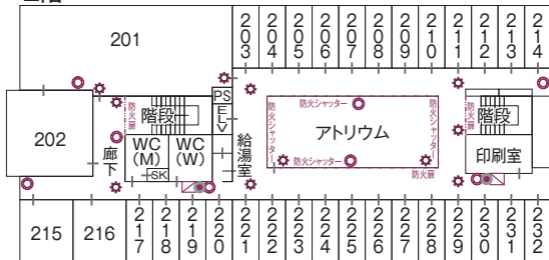 201
203
204
205
206
207
208
209
210
211
212
213
214
PS
EV
防火扉
階段
防火シャッター
防火シャッター
防火シャッター
アトリウム
防火扉
階段
202
廊下
WC
(M)
WC
(W)
SK
給湯室
防火シャッター
防火扉
印刷室
215
216
217
218
219
220
221
222
223
224
225
226
227
228
229
230
231
232